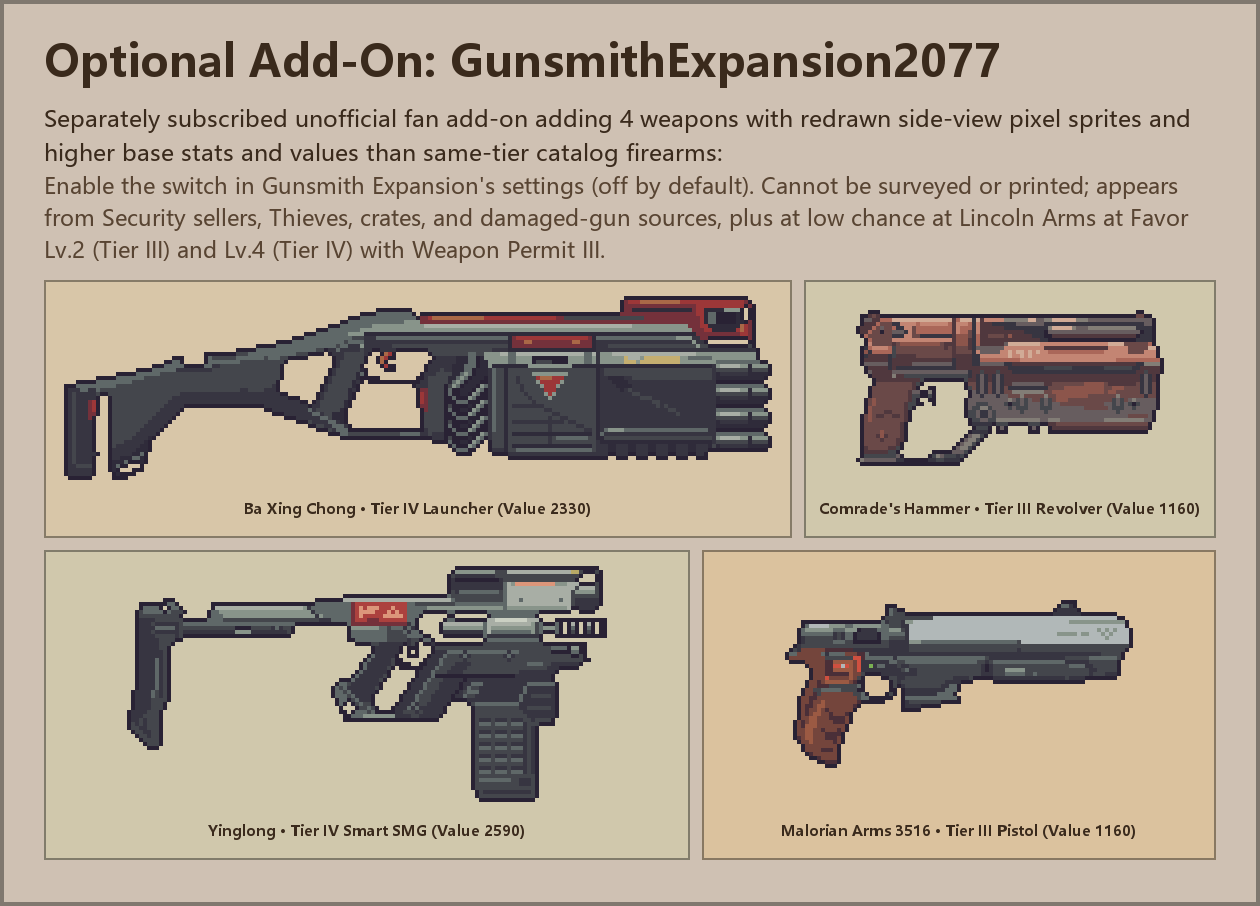 Optional Add-On: GunsmithExpansion2077
Separately subscribed unofficial fan add-on adding 4 weapons with redrawn side-view pixel sprites and
higher base stats and values than same-tier catalog firearms:
Enable the switch in Gunsmith Expansion's settings (off by default). Cannot be surveyed or printed; appears
from Security sellers, Thieves, crates, and damaged-gun sources, plus at low chance at Lincoln Arms at Favor
Lv.2 (Tier III) and Lv.4 (Tier IV) with Weapon Permit III.
Ba Xing Chong • Tier IV Launcher (Value 2330)
Comrade's Hammer • Tier III Revolver (Value 1160)
Yinglong • Tier IV Smart SMG (Value 2590)
Malorian Arms 3516 • Tier III Pistol (Value 1160)